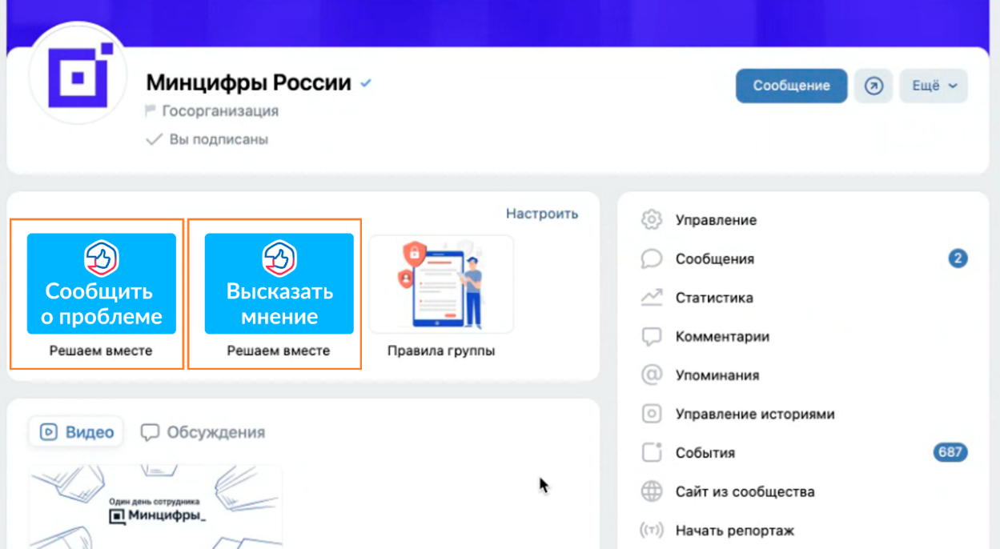 Минцифры России
Сообщение
Ещё
Госорганизация
Вы подписаны
Настроить
Сообщить
о проблеме
Решаем вместе
Высказать
мнение
Решаем вместе
Правила группы
Видео
Обсуждения
Один день сотрудника
Минцифры_
Управление
Сообщения
2
Статистика
Комментарии
Упоминания
Управление историями
События
687
Сайт из сообщества
Начать репортаж